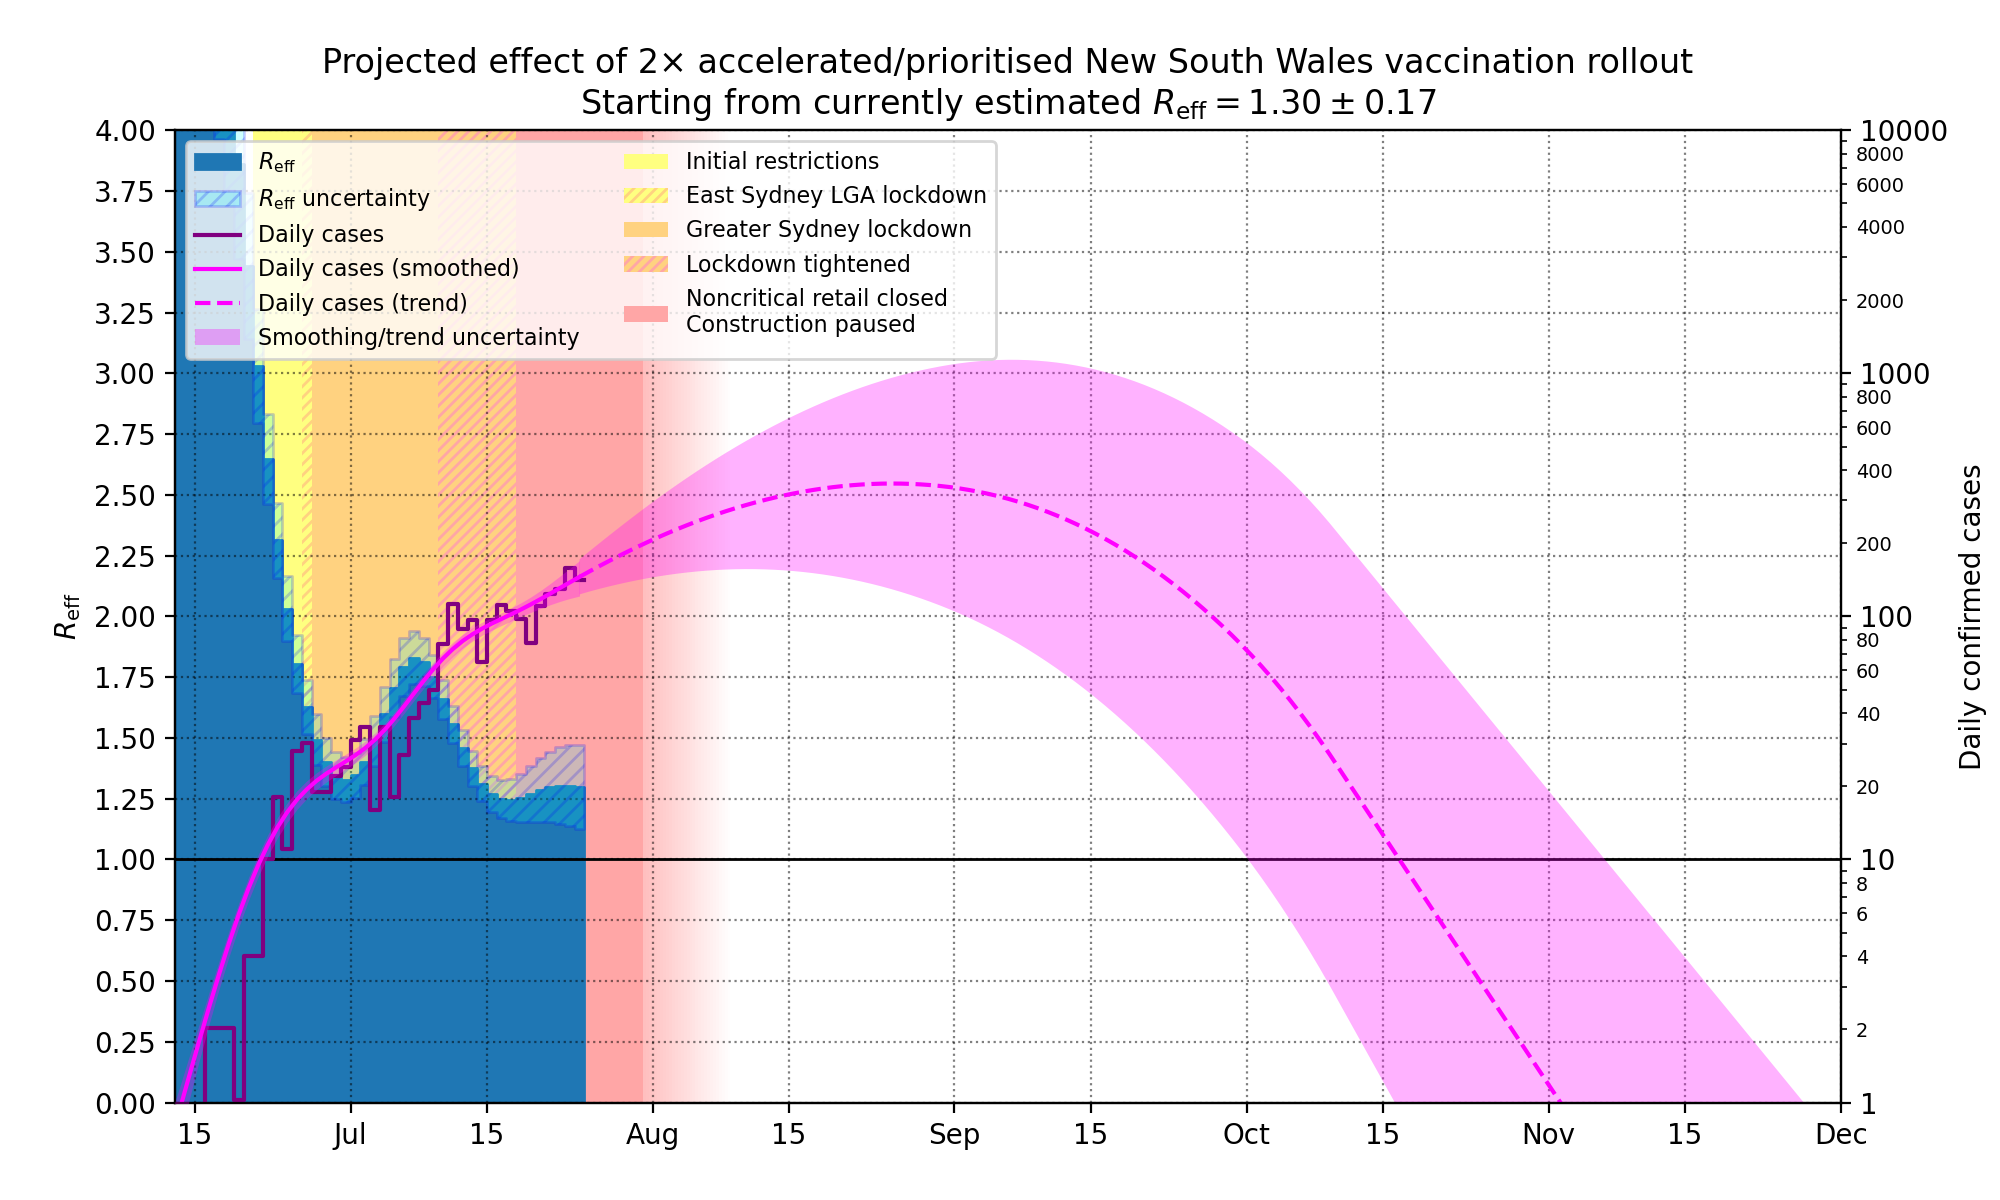 Projected effect of 2× accelerated/prioritised New South Wales vaccination rollout
Starting from currently estimated Reff = 1.30 ± 0.17
Reff
Reff uncertainty
Daily cases
Daily cases (smoothed)
Daily cases (trend)
Smoothing/trend uncertainty
Initial restrictions
East Sydney LGA lockdown
Greater Sydney lockdown
Lockdown tightened
Noncritical retail closed
Construction paused
Reff
4.00
3.75
3.50
3.25
3.00
2.75
2.50
2.25
2.00
1.75
1.50
1.25
1.00
0.75
0.50
0.25
0.00
15
Jul
15
Aug
15
Sep
15
Oct
15
Nov
15
Dec
10000
8000
6000
4000
2000
1000
800
600
400
200
100
80
60
40
20
10
8
6
4
2
1
Daily confirmed cases